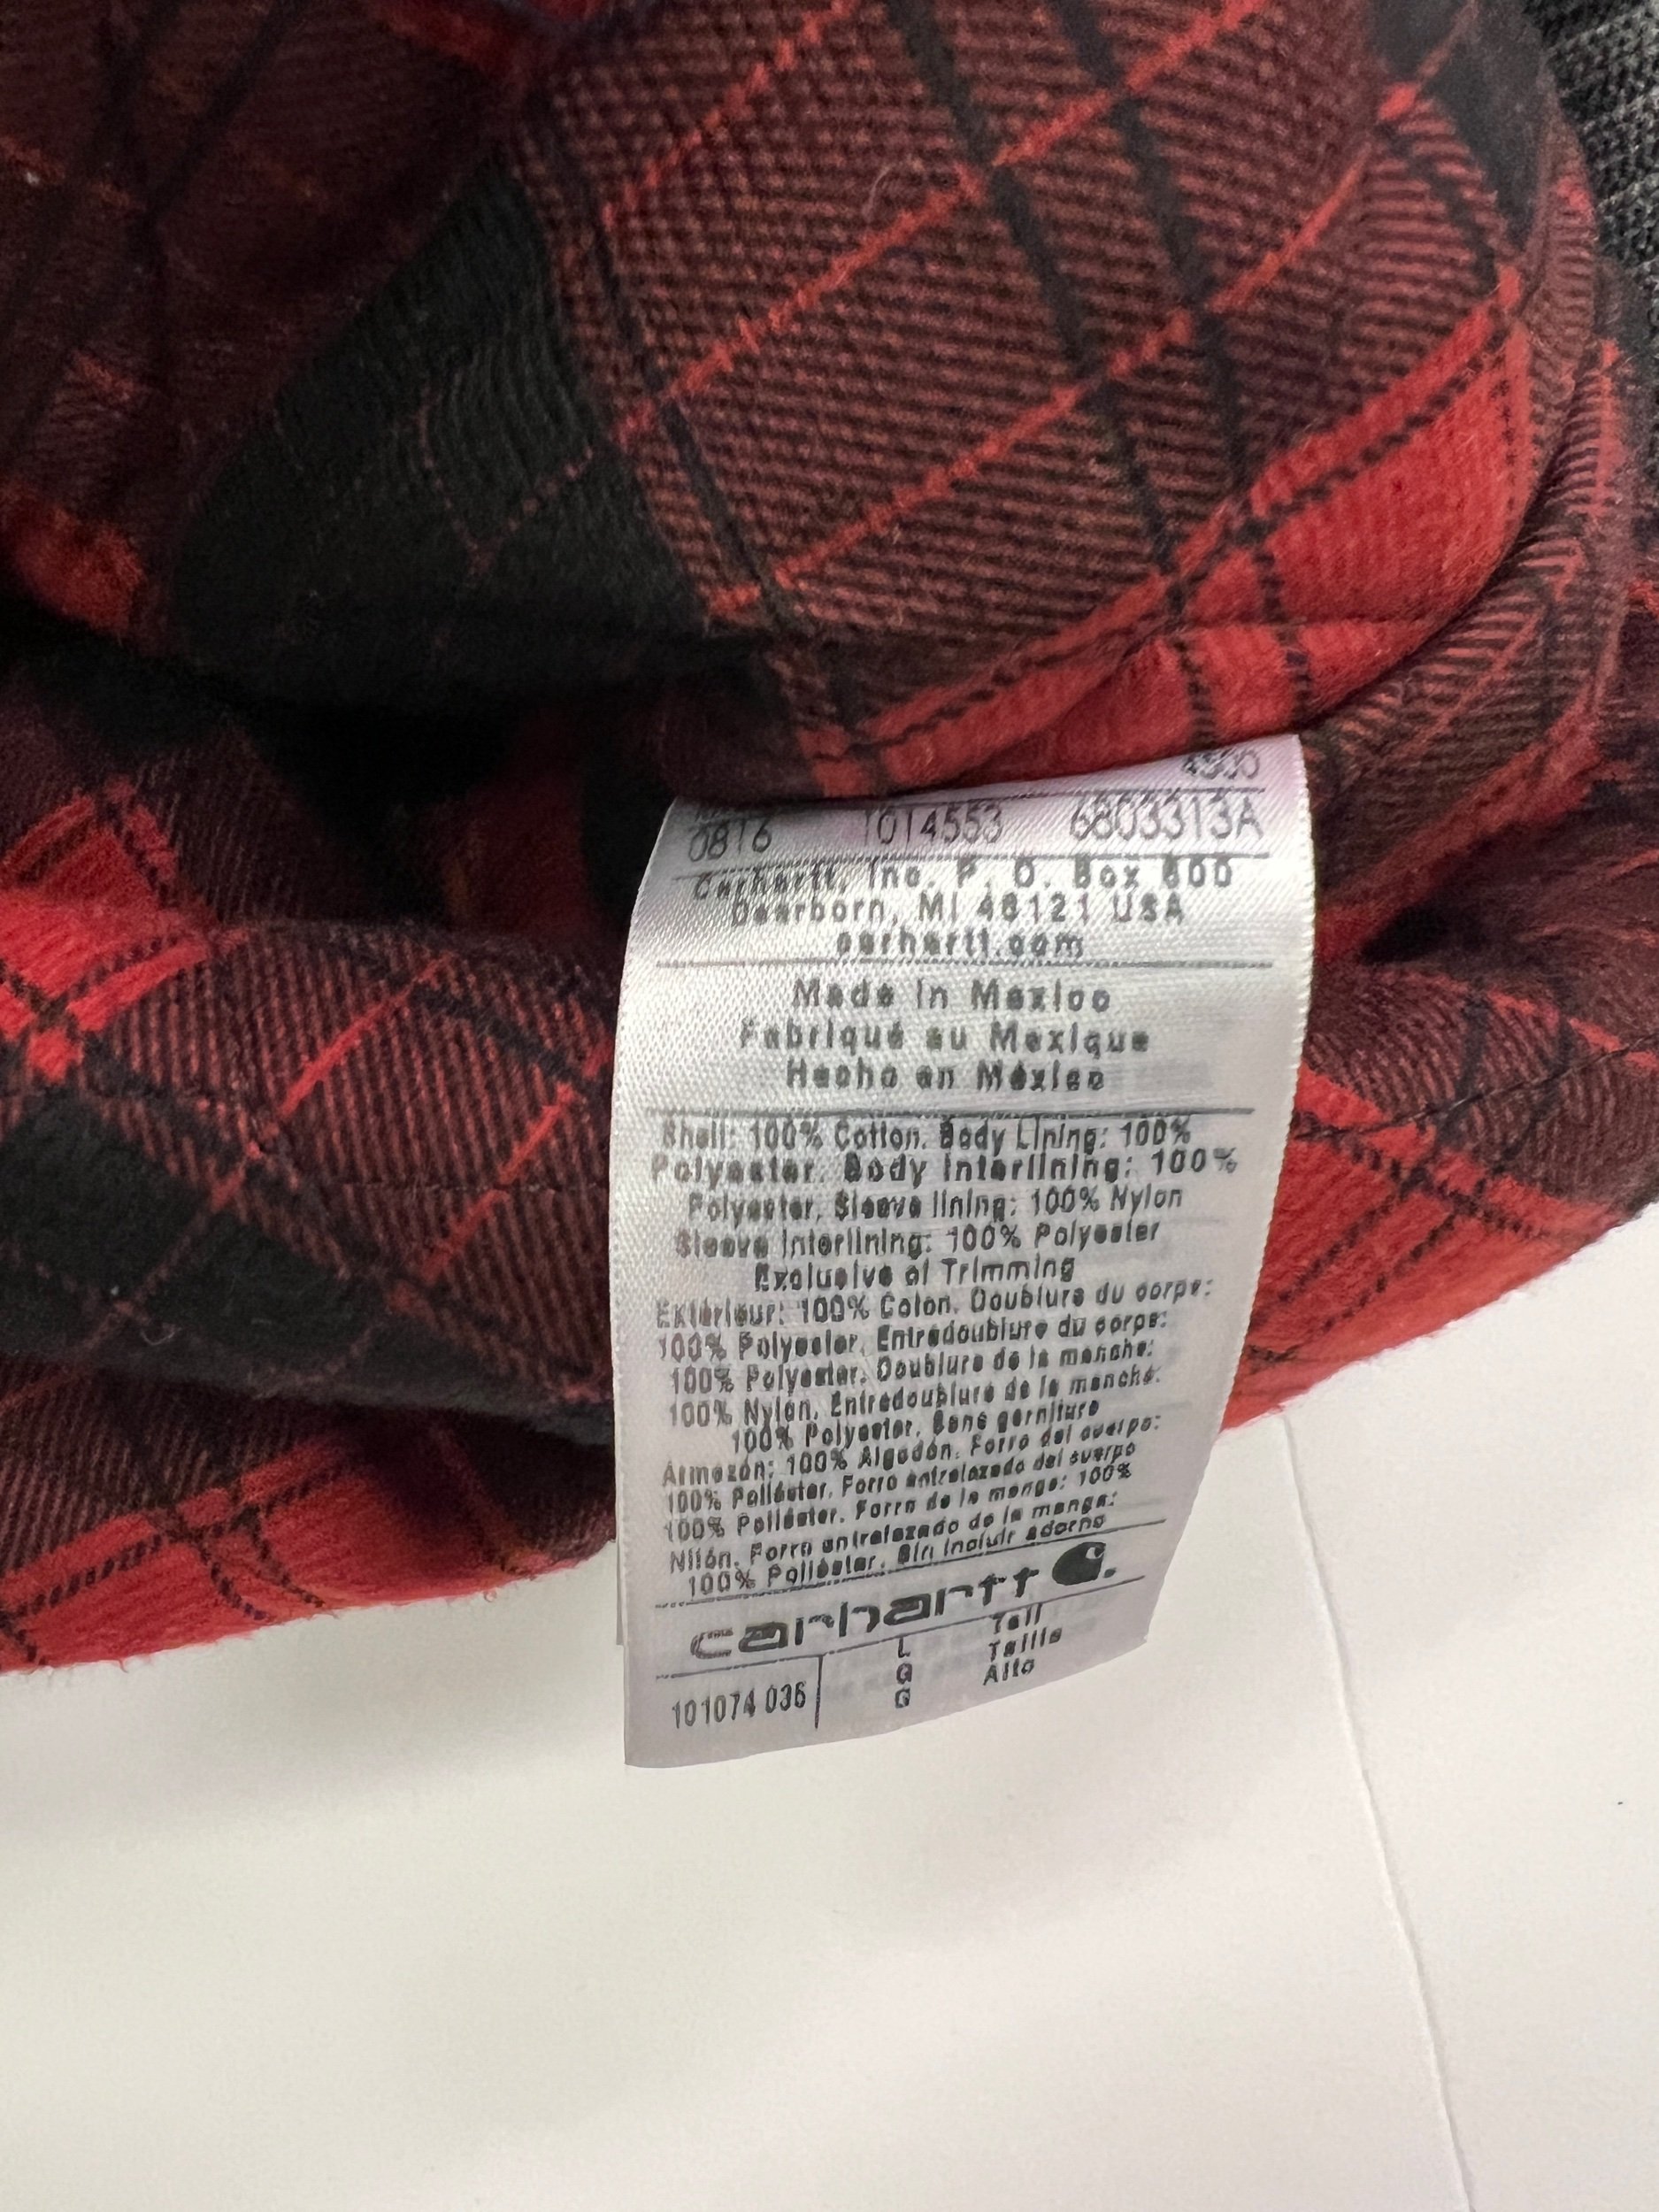 0816 1014553 6803313A
Carhartt, Inc. P. O. Box 600
Dearborn, MI 48121 USA
carhartt.com
Made in Mexico
Fabriqué au Mexique
Hecho en México
Shell: 100% Cotton. Body Lining: 100%
Polyester. Body Interlining: 100%
Polyester, Sleeve lining: 100% Nylon
Sleeve Interlining: 100% Polyester
Exclusive of Trimming
Extérieur: 100% Coton. Doublure du corps:
100% Polyester. Entredoublure du corps:
100% Polyester. Doublure de la manche:
100% Nylon. Entredoublure de la manche:
100% Polyester. Sans garniture
Armazón: 100% Algodón. Forro del cuerpo:
100% Poliéster. Forro entrelazado del cuerpo
100% Poliéster. Forro de la manga: 100%
Nilón. Forro entrelazado de la manga:
100% Poliéster. Sin incluir adorno
carhartt
101074 036
L Tall
G Taille
G Alto